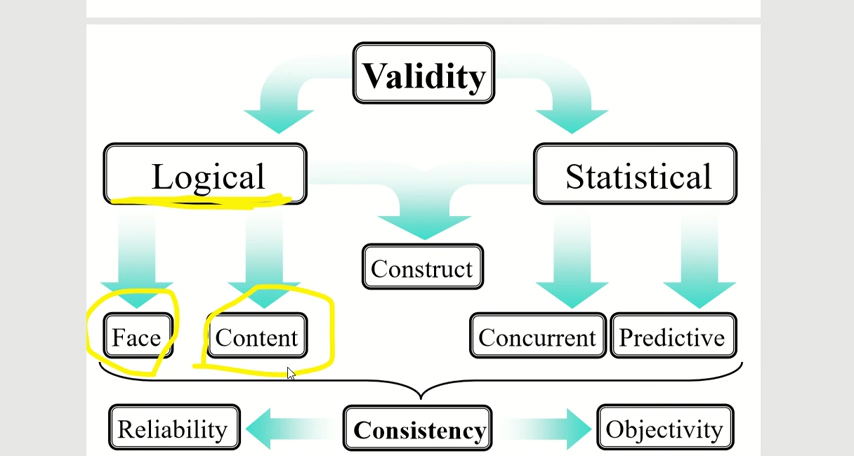 Validity
Logical
Statistical
Construct
Face
Content
Concurrent
Predictive
Reliability
Consistency
Objectivity